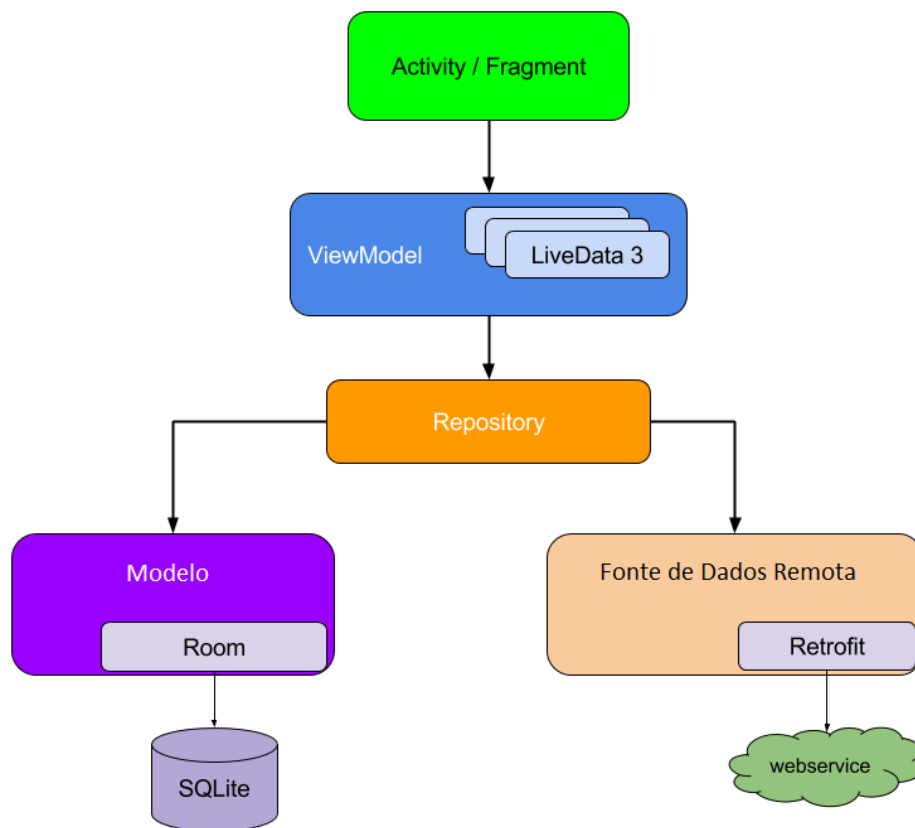 Activity / Fragment
ViewModel
LiveData 3
Repository
Modelo
Fonte de Dados Remota
Room
Retrofit
SQLite
webservice